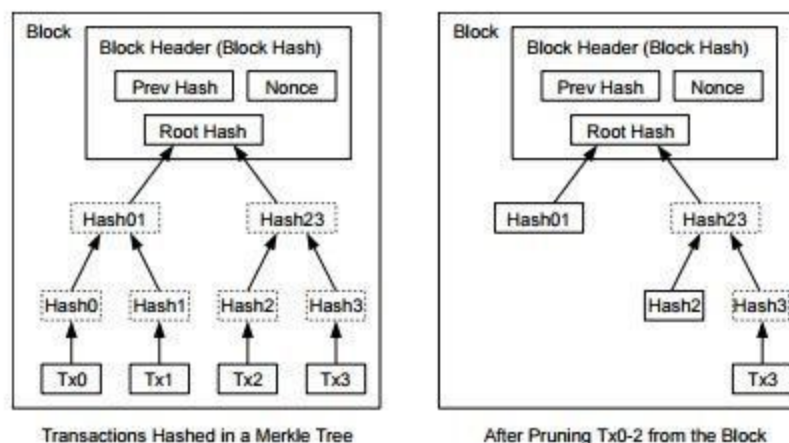 Block
Block Header (Block Hash)
Prev Hash
Nonce
Root Hash
Hash01
Hash23
Hash0
Hash1
Hash2
Hash3
Tx0
Tx1
Tx2
Tx3
Transactions Hashed in a Merkle Tree
Block
Block Header (Block Hash)
Prev Hash
Nonce
Root Hash
Hash01
Hash23
Hash2
Hash3
Tx3
After Pruning Tx0-2 from the Block